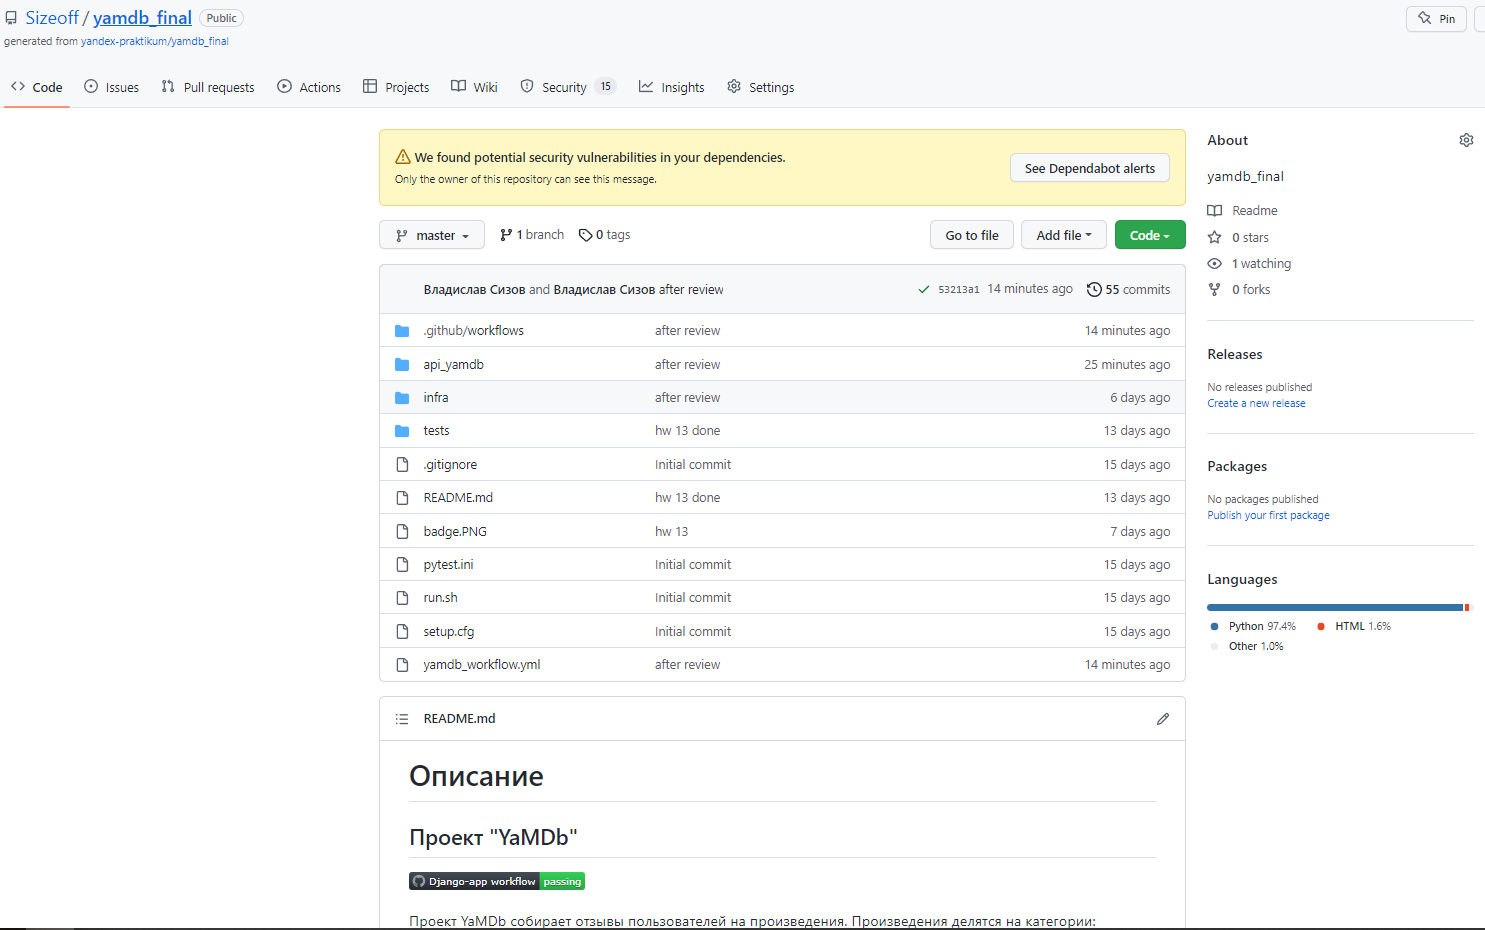 Sizeoff / yamdb_final Public
Pin
generated from yandex-praktikum/yamdb_final
Code Issues Pull requests Actions Projects Wiki Security 15 Insights Settings
We found potential security vulnerabilities in your dependencies.
Only the owner of this repository can see this message.
See Dependabot alerts
master 1 branch 0 tags Go to file Add file Code
Владислав Сизов and Владислав Сизов after review 53213a1 14 minutes ago 55 commits
.github/workflows after review 14 minutes ago
api_yamdb after review 25 minutes ago
infra after review 6 days ago
tests hw 13 done 13 days ago
.gitignore Initial commit 15 days ago
README.md hw 13 done 13 days ago
badge.PNG hw 13 7 days ago
pytest.ini Initial commit 15 days ago
run.sh Initial commit 15 days ago
setup.cfg Initial commit 15 days ago
yamdb_workflow.yml after review 14 minutes ago
README.md
Описание
Проект "YaMDb"
Django-app workflow passing
Проект YaMDb собирает отзывы пользователей на произведения. Произведения делятся на категории:
About
yamdb_final
Readme
0 stars
1 watching
0 forks
Releases
No releases published
Create a new release
Packages
No packages published
Publish your first package
Languages
Python 97.4% HTML 1.6%
Other 1.0%